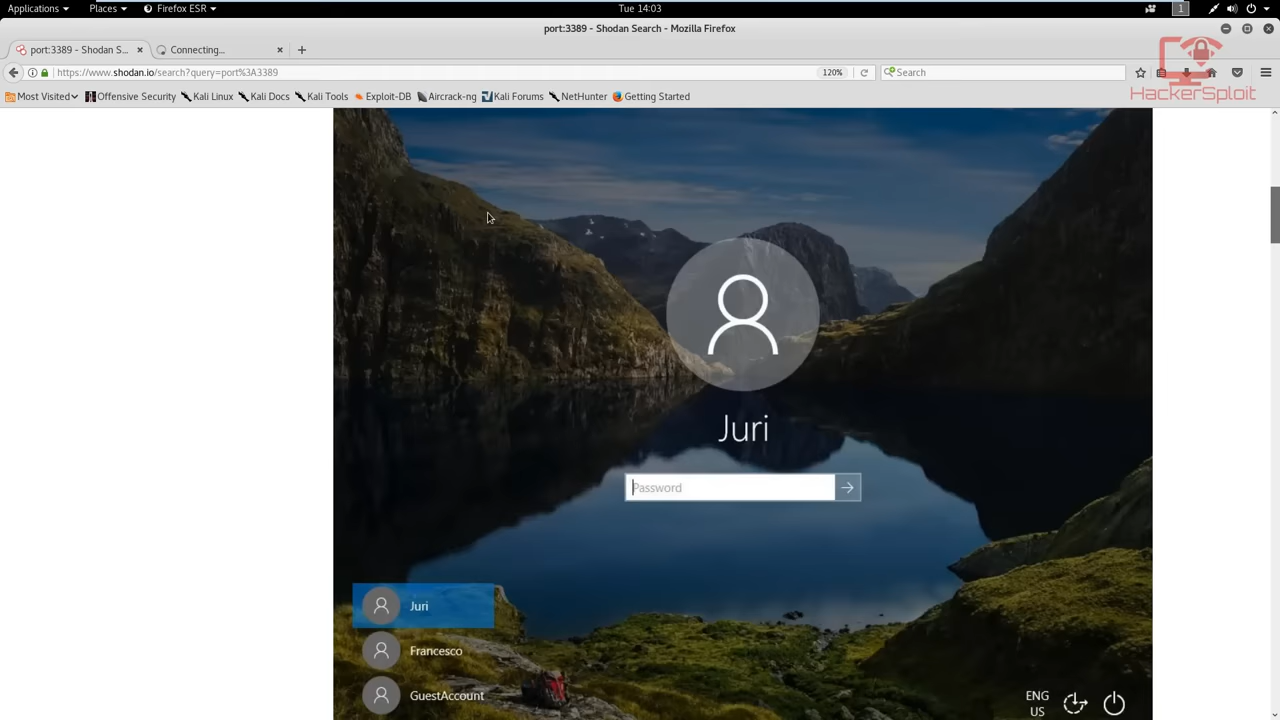 Applications
Places
Firefox ESR
Tue 14:03
1
port:3389 - Shodan Search - Mozilla Firefox
port:3389 - Shodan S...
Connecting...
https://www.shodan.io/search?query=port%3A3389
120%
Search
Most Visited
Offensive Security
Kali Linux
Kali Docs
Kali Tools
Exploit-DB
Aircrack-ng
Kali Forums
NetHunter
Getting Started
HackerSploit
Juri
Password
Juri
Francesco
GuestAccount
ENG
US